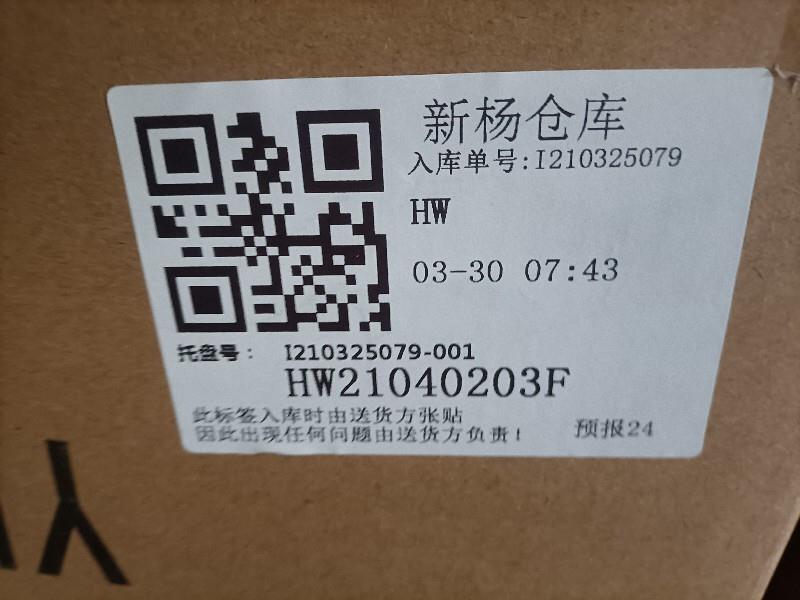 新杨仓库
入库单号:I210325079
HW
03-30 07:43
托盘号： I210325079-001
HW21040203F
此标签入库时由送货方张贴
因此出现任何问题由送货方负责！
预报24
Y